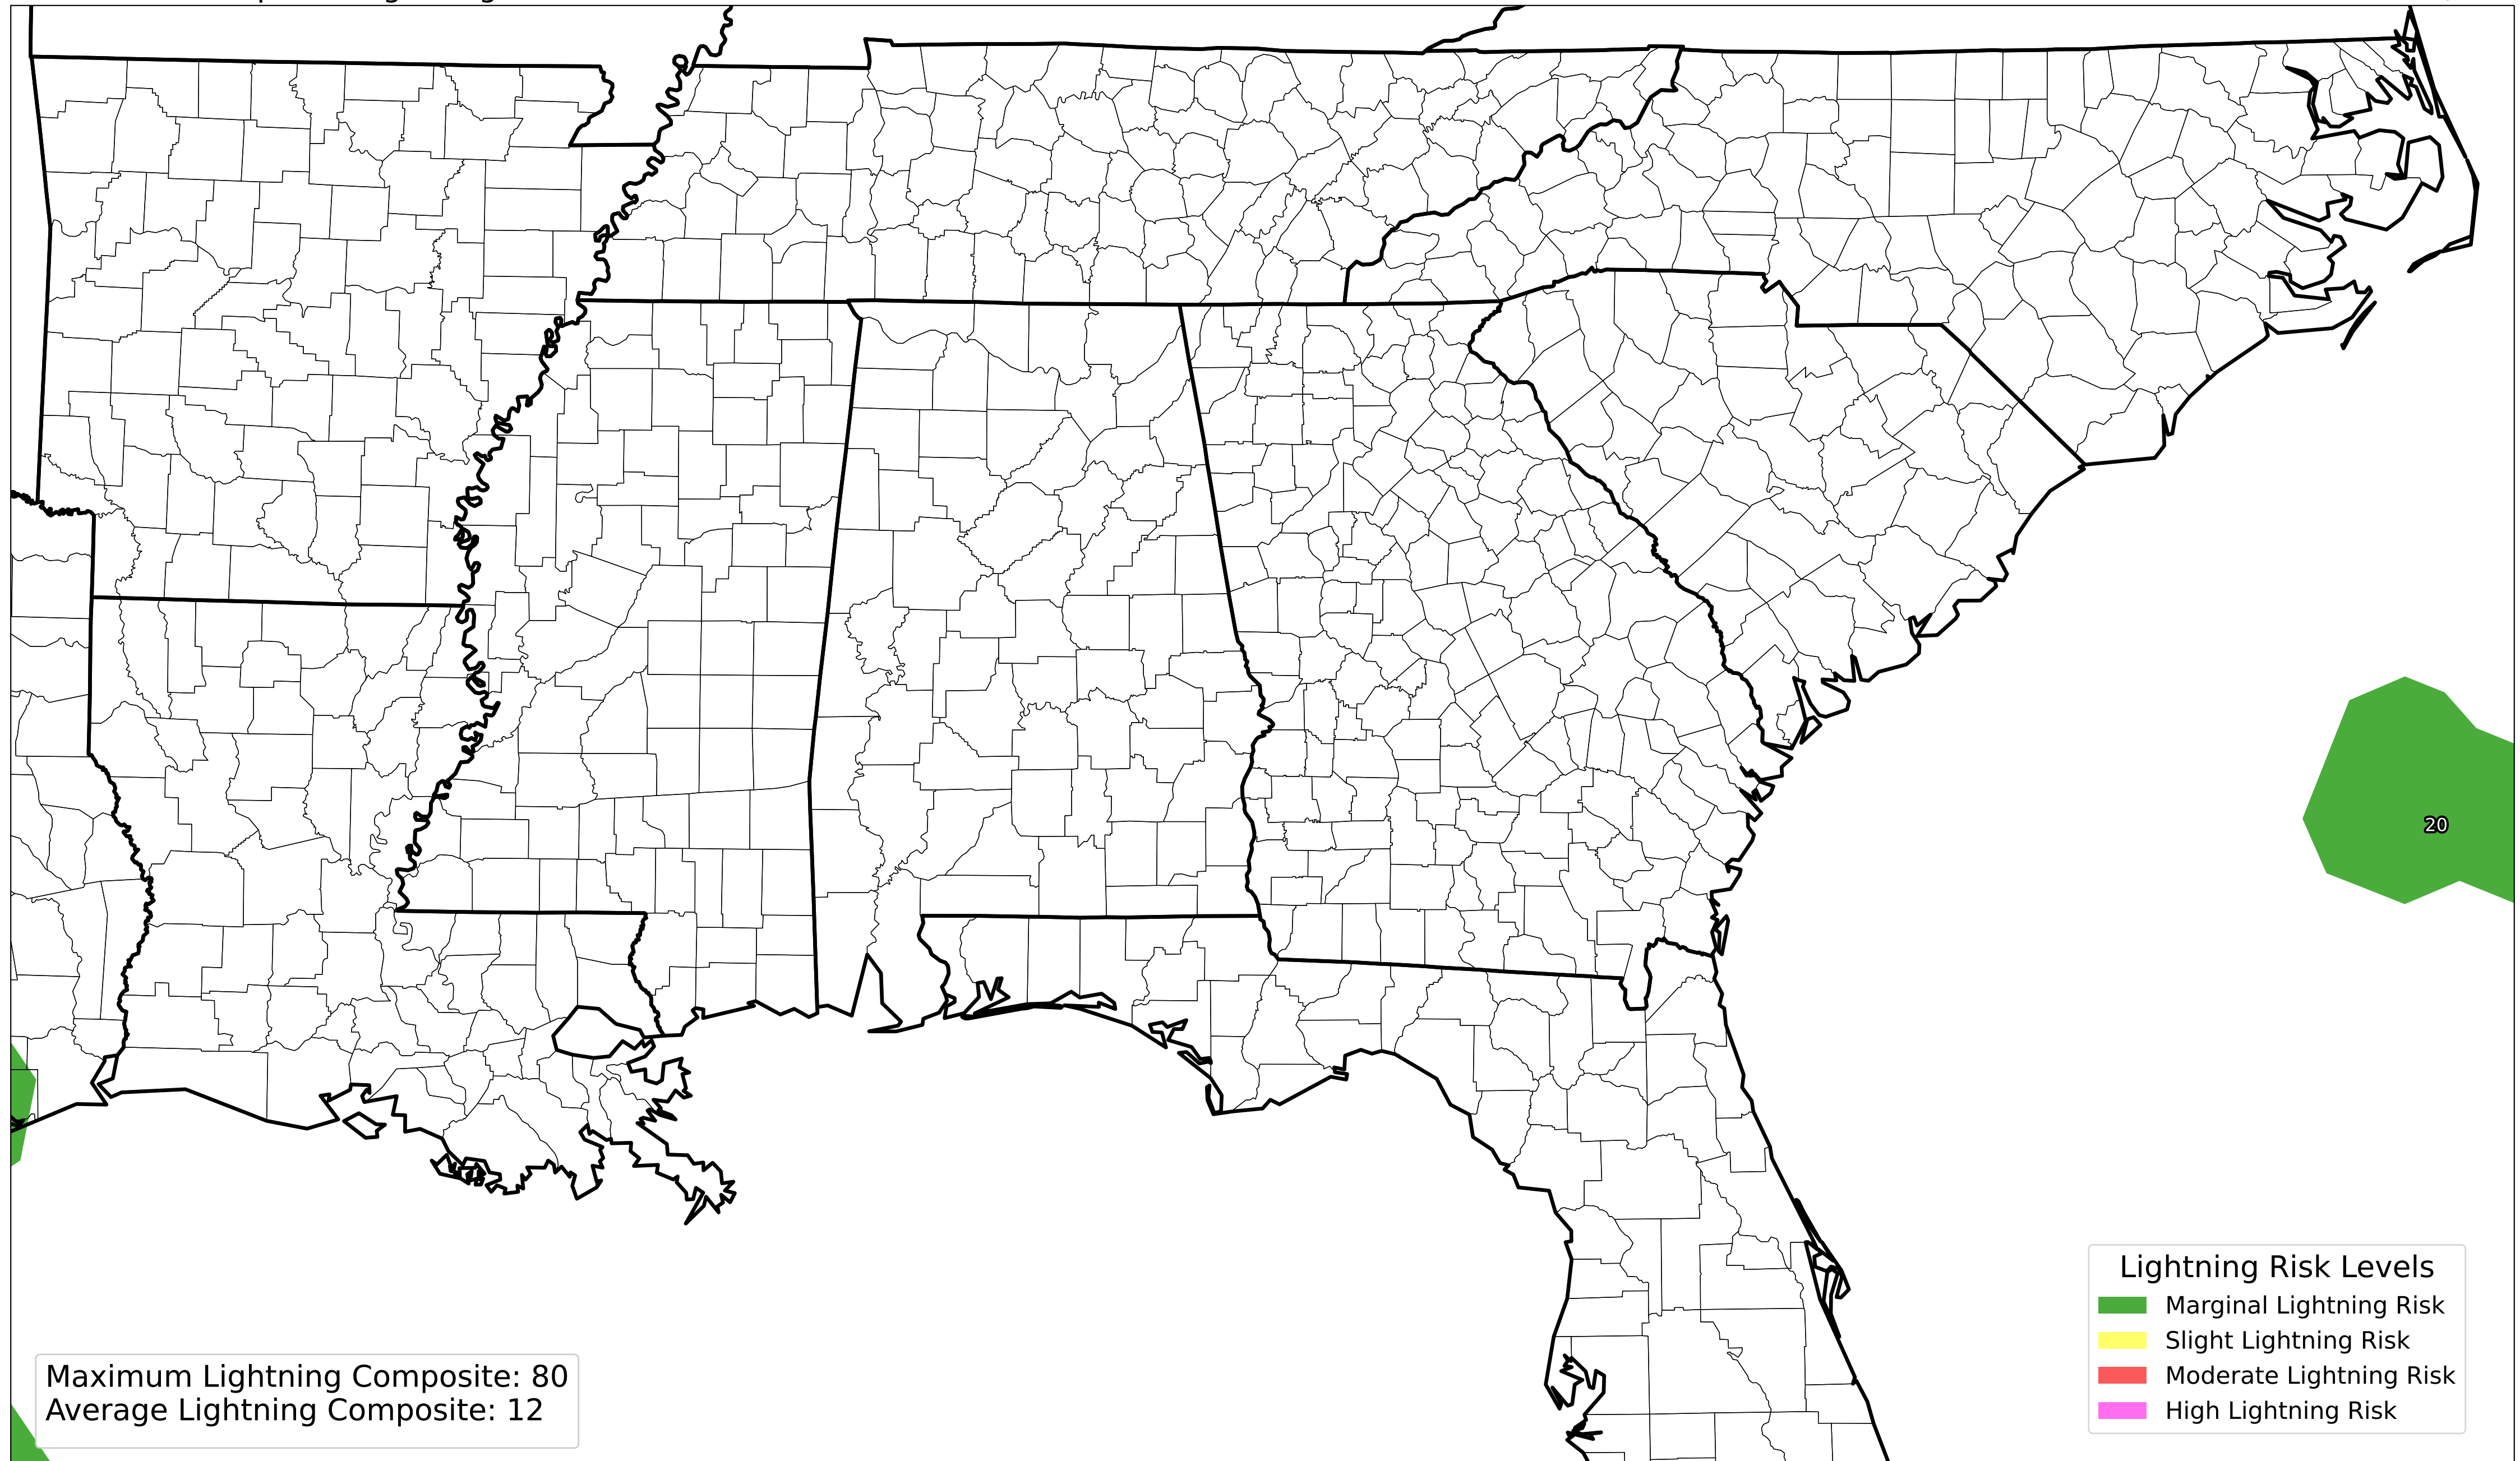 20
Lightning Risk Levels
Marginal Lightning Risk
Slight Lightning Risk
Moderate Lightning Risk
High Lightning Risk
Maximum Lightning Composite: 80
Average Lightning Composite: 12